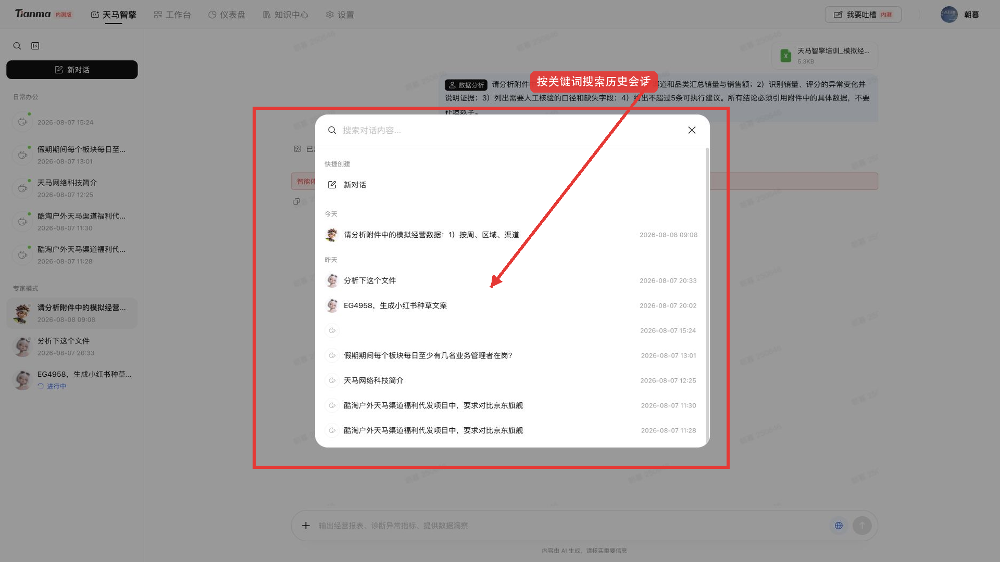 Tianma 内测版
天马智擎
工作台
仪表盘
知识中心
设置
我要吐槽 内测
朝暮
新对话
日常办公
2026-08-07 15:24
假期期间每个板块每日至...
2026-08-07 13:01
天马网络科技简介
2026-08-07 12:25
酷淘户外天马渠道福利代...
2026-08-07 11:30
酷淘户外天马渠道福利代...
2026-08-07 11:28
专家模式
请分析附件中的模拟经营...
2026-08-08 09:08
分析下这个文件
2026-08-07 20:33
EG4958，生成小红书种草...
进行中
天马智擎培训_模拟经...
5.3KB
按关键词搜索历史会话
数据分析 请分析附件中 渠道和品类汇总销量与销售额；2）识别销量、评分的异常变化并
说明证据；3）列出需要人工核验的口径和缺失字段；4）给出不超过5条可执行建议。所有结论必须引用附件中的具体数据，不要
补造数字。
已
智能体
搜索对话内容...
快捷创建
新对话
今天
请分析附件中的模拟经营数据：1）按周、区域、渠道
2026-08-08 09:08
昨天
分析下这个文件
2026-08-07 20:33
EG4958，生成小红书种草文案
2026-08-07 20:02
2026-08-07 15:24
假期期间每个板块每日至少有几名业务管理者在岗？
2026-08-07 13:01
天马网络科技简介
2026-08-07 12:25
酷淘户外天马渠道福利代发项目中，要求对比京东旗舰
2026-08-07 11:30
酷淘户外天马渠道福利代发项目中，要求对比京东旗舰
2026-08-07 11:28
输出经营报表、诊断异常指标、提供数据洞察
内容由 AI 生成，请核实重要信息